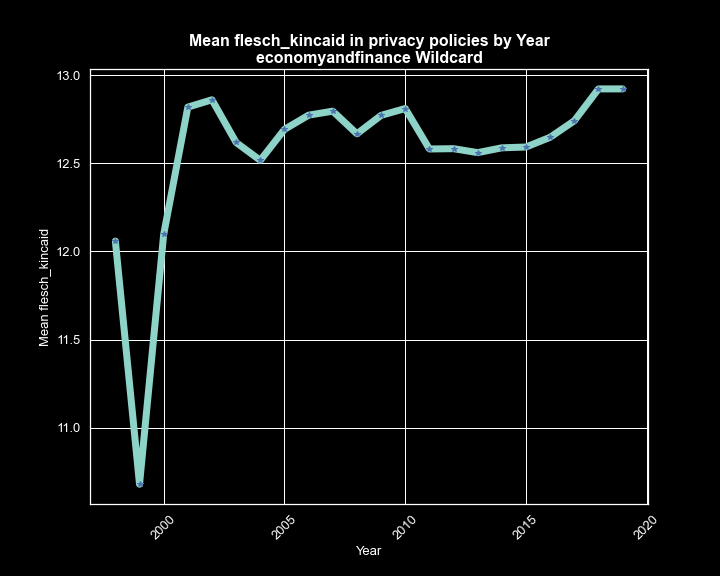 Mean flesch_kincaid in privacy policies by Year
economyandfinance Wildcard
13.0
12.5
12.0
11.5
11.0
Mean flesch_kincaid
2000
2005
2010
2015
2020
Year